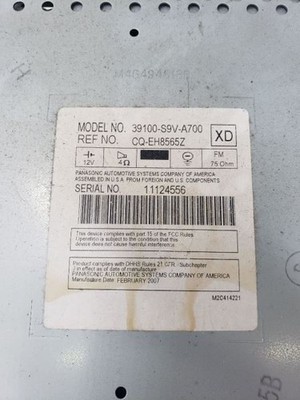 MODEL NO. 39100-S9V-A700
REF NO. CQ-EH8565Z
XD
12V 4Ω FM
75 Ohm
PANASONIC AUTOMOTIVE SYSTEMS COMPANY OF AMERICA
ASSEMBLED IN U.S.A. FROM FOREIGN AND U.S. COMPONENTS
SERIAL NO. 11124556
This device complies with part 15 of the FCC Rules
Operation is subject to the condition that this
device does not cause harmful interference.
Product complies with DHHS Rules 21 CFR Subchapter
J in effect as of date of manufacture
PANASONIC AUTOMOTIVE SYSTEMS COMPANY OF AMERICA
Manufacture Date: FEBRUARY 2007
M2C414221
5B